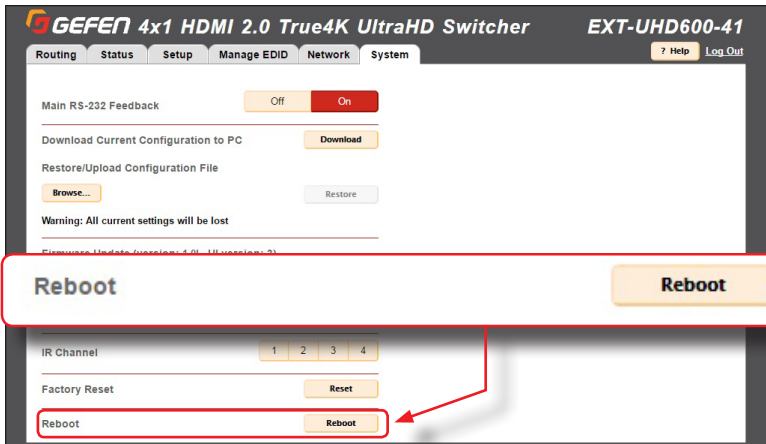 GEFEN 4x1 HDMI 2.0 True4K UltraHD Switcher EXT-UHD600-41
Routing Status Setup Manage EDID Network System ? Help Log Out
Main RS-232 Feedback Off On
Download Current Configuration to PC Download
Restore/Upload Configuration File
Browse... Restore
Warning: All current settings will be lost
Firmware Update (version:
Reboot Reboot
IR Channel 1 2 3 4
Factory Reset Reset
Reboot Reboot